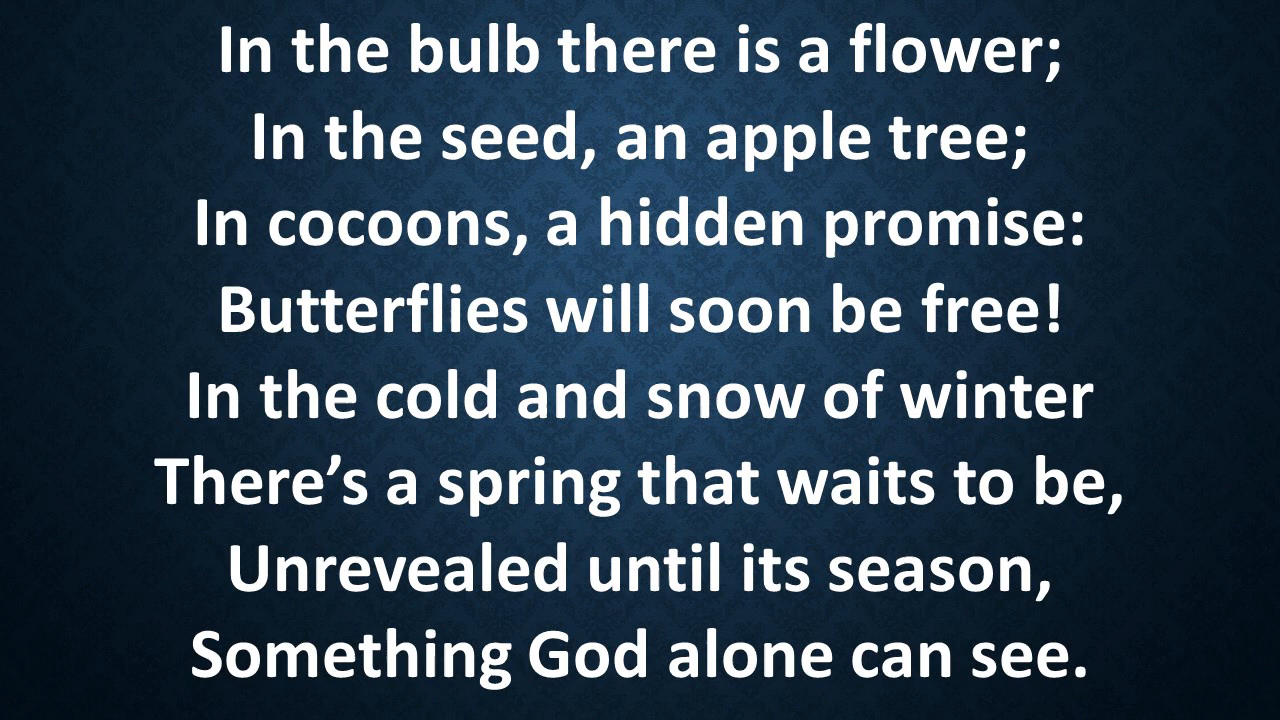 In the bulb there is a flower;
In the seed, an apple tree;
In cocoons, a hidden promise:
Butterflies will soon be free!
In the cold and snow of winter
There’s a spring that waits to be,
Unrevealed until its season,
Something God alone can see.